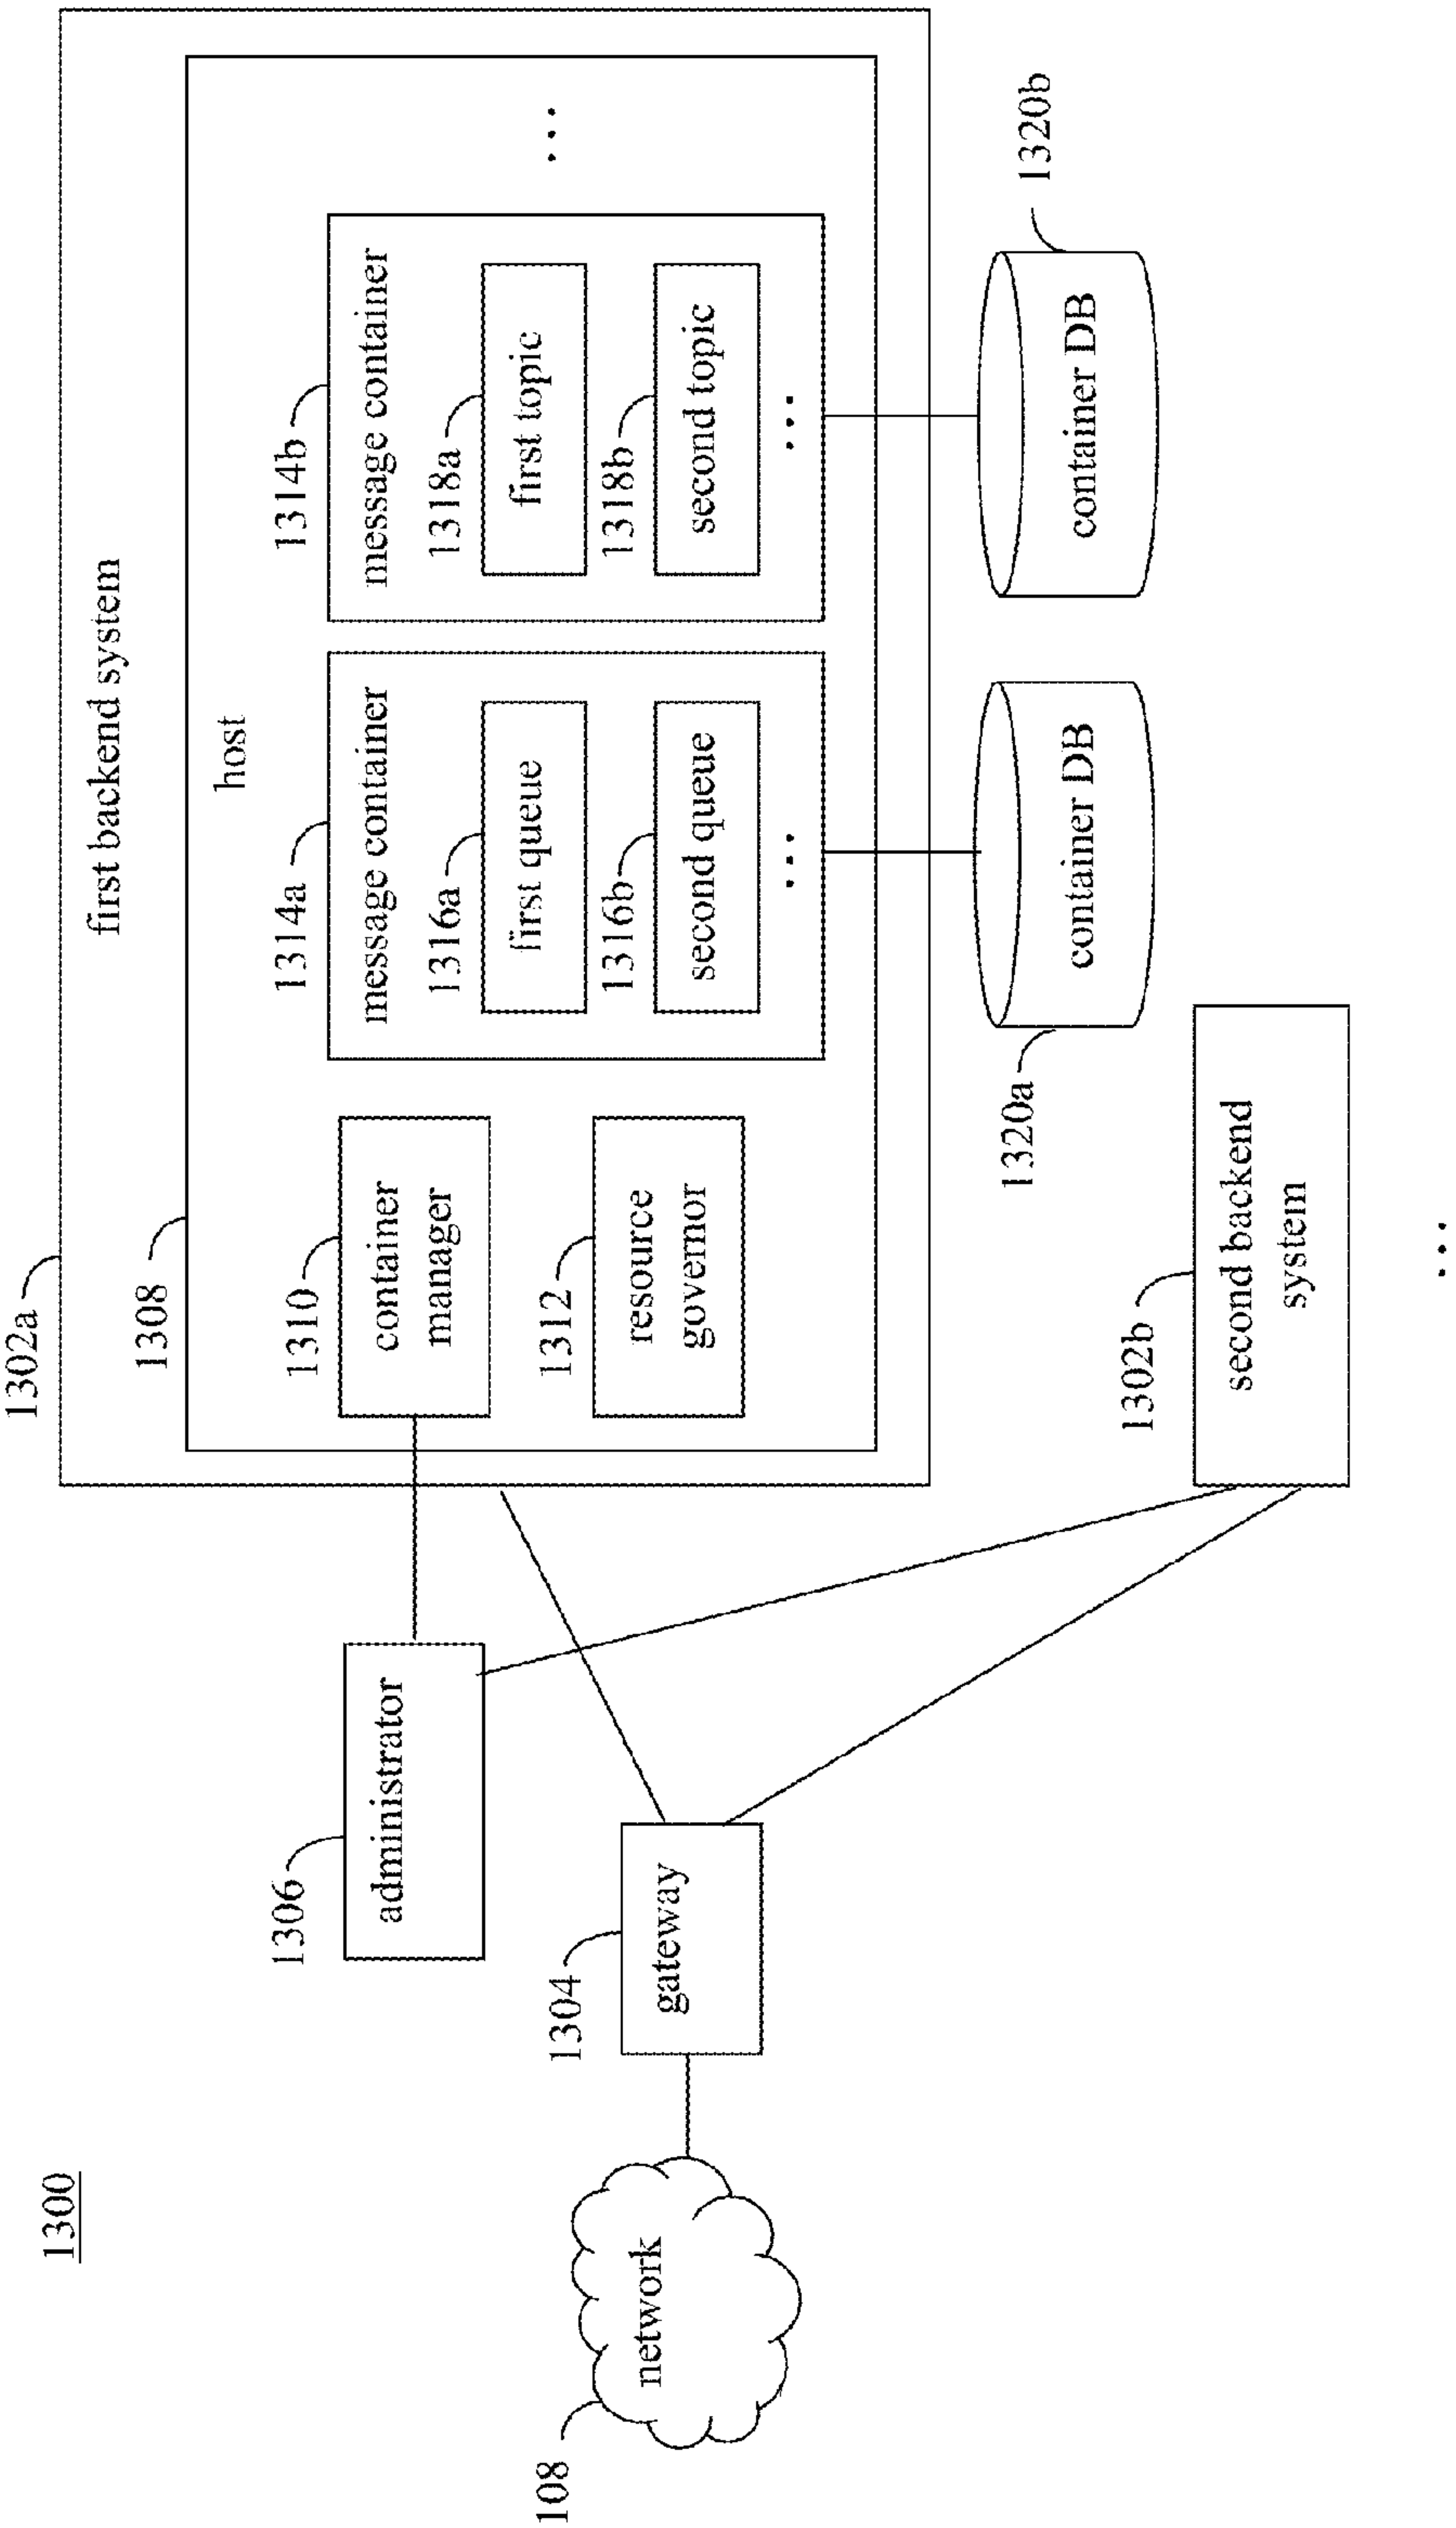 1300
1302a
first backend system
1308
host
1310
container
manager
1312
resource
governor
1314a
message container
1316a
first queue
1316b
second queue
...
1314b
message container
1318a
first topic
1318b
second topic
...
...
1306
administrator
1304
gateway
108
network
1320a
container DB
1320b
container DB
1302b
second backend
system
...